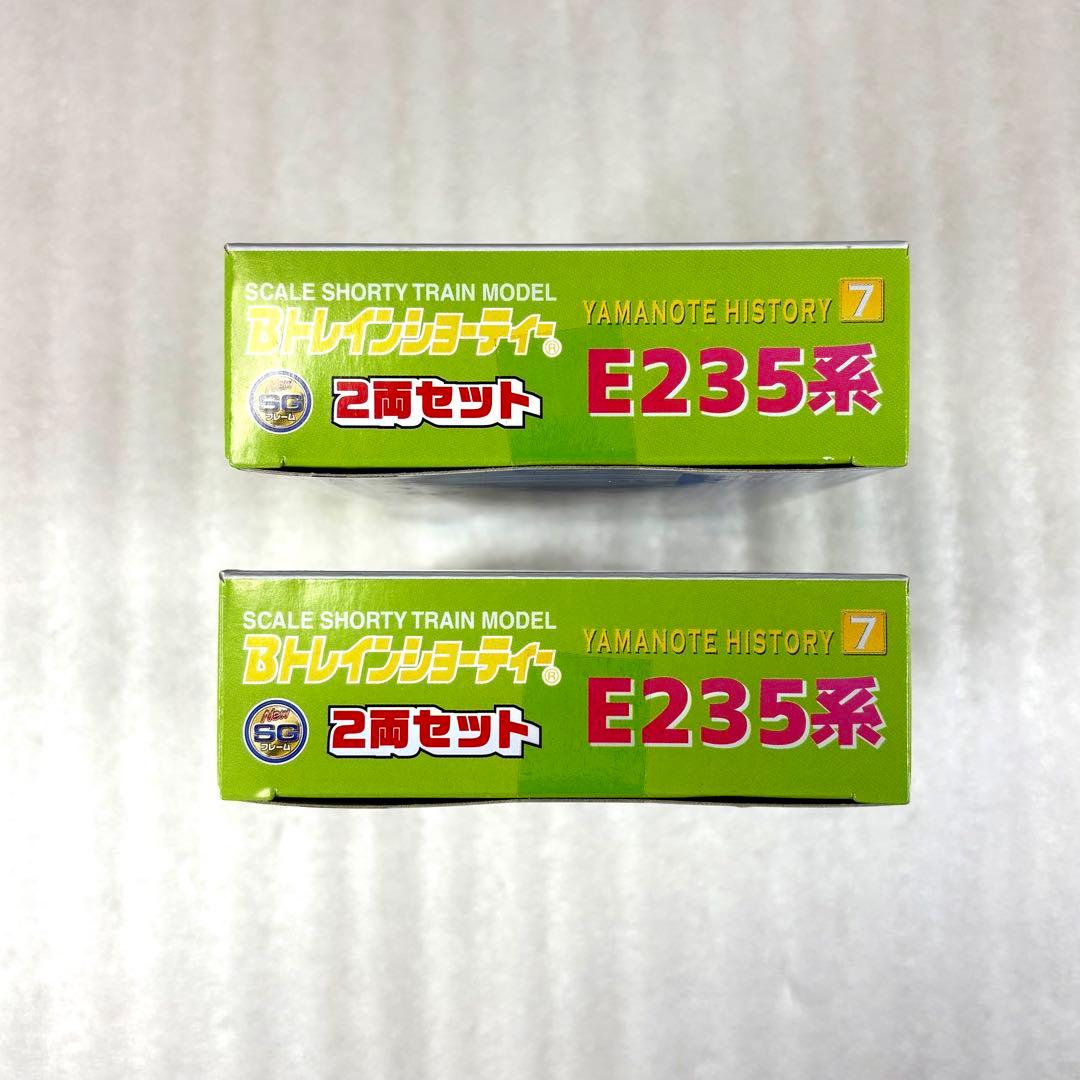 SCALE SHORTY TRAIN MODEL
Bトレインショーティー®
New
SG
フレーム
2両セット
YAMANOTE HISTORY 7
E235系
SCALE SHORTY TRAIN MODEL
Bトレインショーティー®
New
SG
フレーム
2両セット
YAMANOTE HISTORY 7
E235系